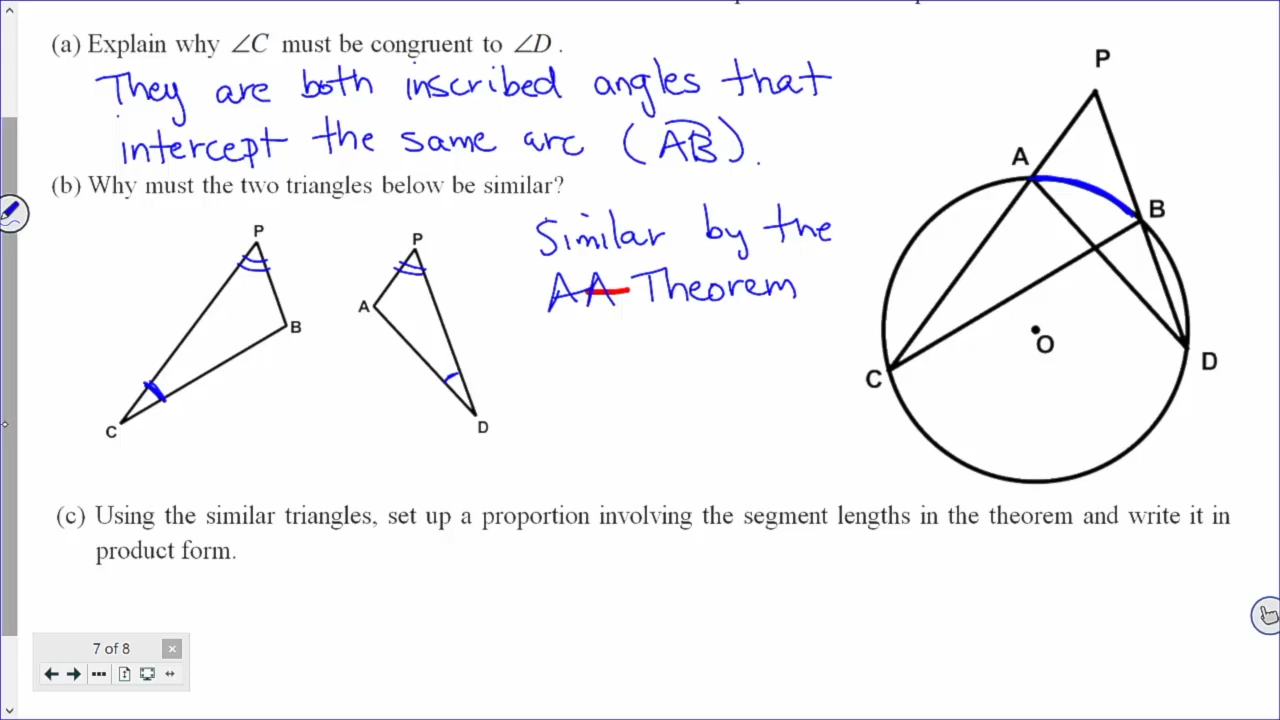 (a) Explain why ∠C must be congruent to ∠D .
They are both inscribed angles that
intercept the same arc (AB).
(b) Why must the two triangles below be similar?
Similar by the
AA Theorem
P
B
C
P
A
D
P
A
B
O
C
D
(c) Using the similar triangles, set up a proportion involving the segment lengths in the theorem and write it in
product form.
7 of 8